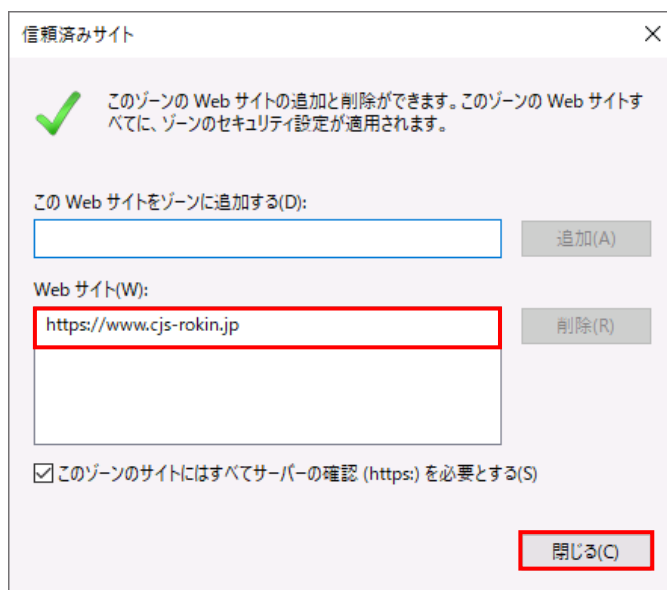 信頼済みサイト
このゾーンの Web サイトの追加と削除ができます。このゾーンの Web サイトす
べてに、ゾーンのセキュリティ設定が適用されます。
この Web サイトをゾーンに追加する(D):
追加(A)
Web サイト(W):
https://www.cjs-rokin.jp
削除(R)
このゾーンのサイトにはすべてサーバーの確認 (https:) を必要とする(S)
閉じる(C)